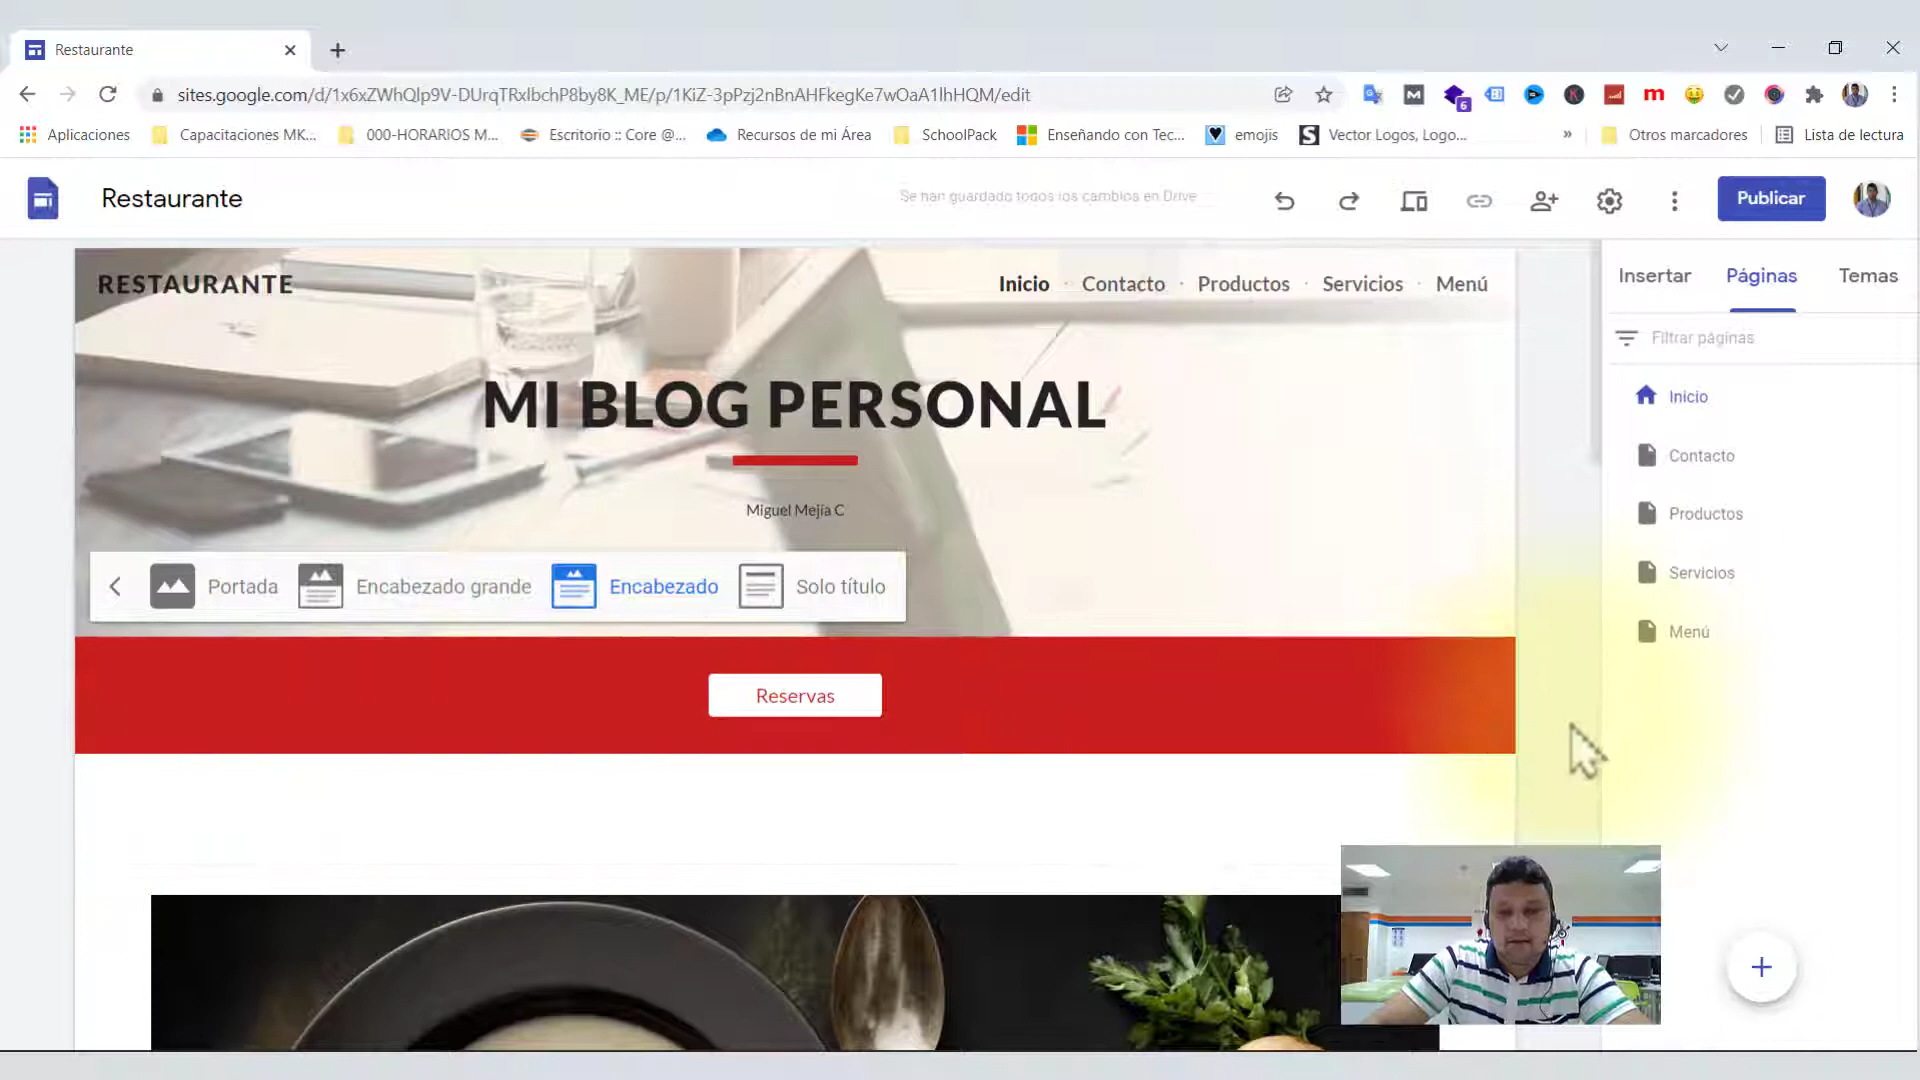 Restaurante
sites.google.com/d/1x6xZWhQlp9V-DUrqTRxlbchP8by8K_ME/p/1KiZ-3pPzj2nBnAHFkegKe7wOaA1lhHQM/edit
6
Aplicaciones
Capacitaciones MK...
000-HORARIOS M...
Escritorio :: Core @...
Recursos de mi Área
SchoolPack
Enseñando con Tec...
emojis
Vector Logos, Logo...
»
Otros marcadores
Lista de lectura
Restaurante
Se han guardado todos los cambios en Drive
Publicar
RESTAURANTE
Inicio · Contacto · Productos · Servicios · Menú
MI BLOG PERSONAL
Miguel Mejía C
Portada
Encabezado grande
Encabezado
Solo título
Reservas
Insertar
Páginas
Temas
Filtrar páginas
Inicio
Contacto
Productos
Servicios
Menú